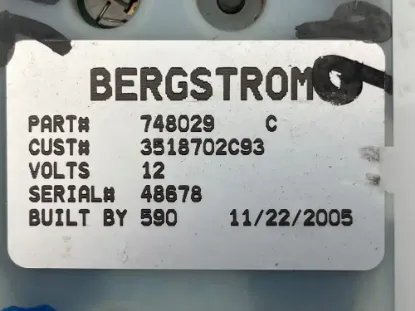 BERGSTROM
PART# 748029 C
CUST# 3518702C93
VOLTS 12
SERIAL# 48678
BUILT BY 590 11/22/2005